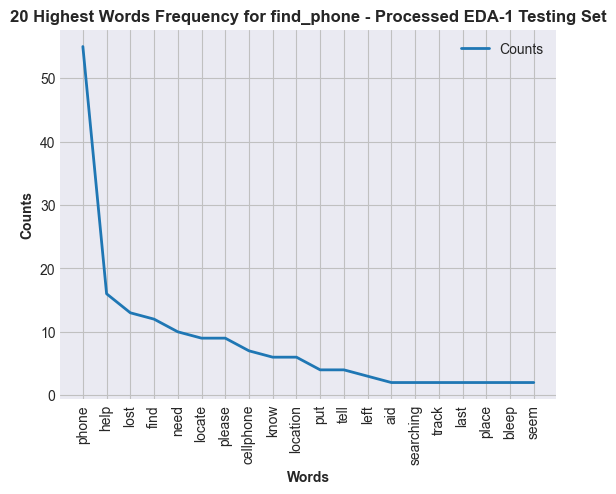 20 Highest Words Frequency for find_phone - Processed EDA-1 Testing Set
Counts
50
40
30
20
10
0
Counts
phone
help
lost
find
need
locate
please
cellphone
know
location
put
tell
left
aid
searching
track
last
place
bleep
seem
Words